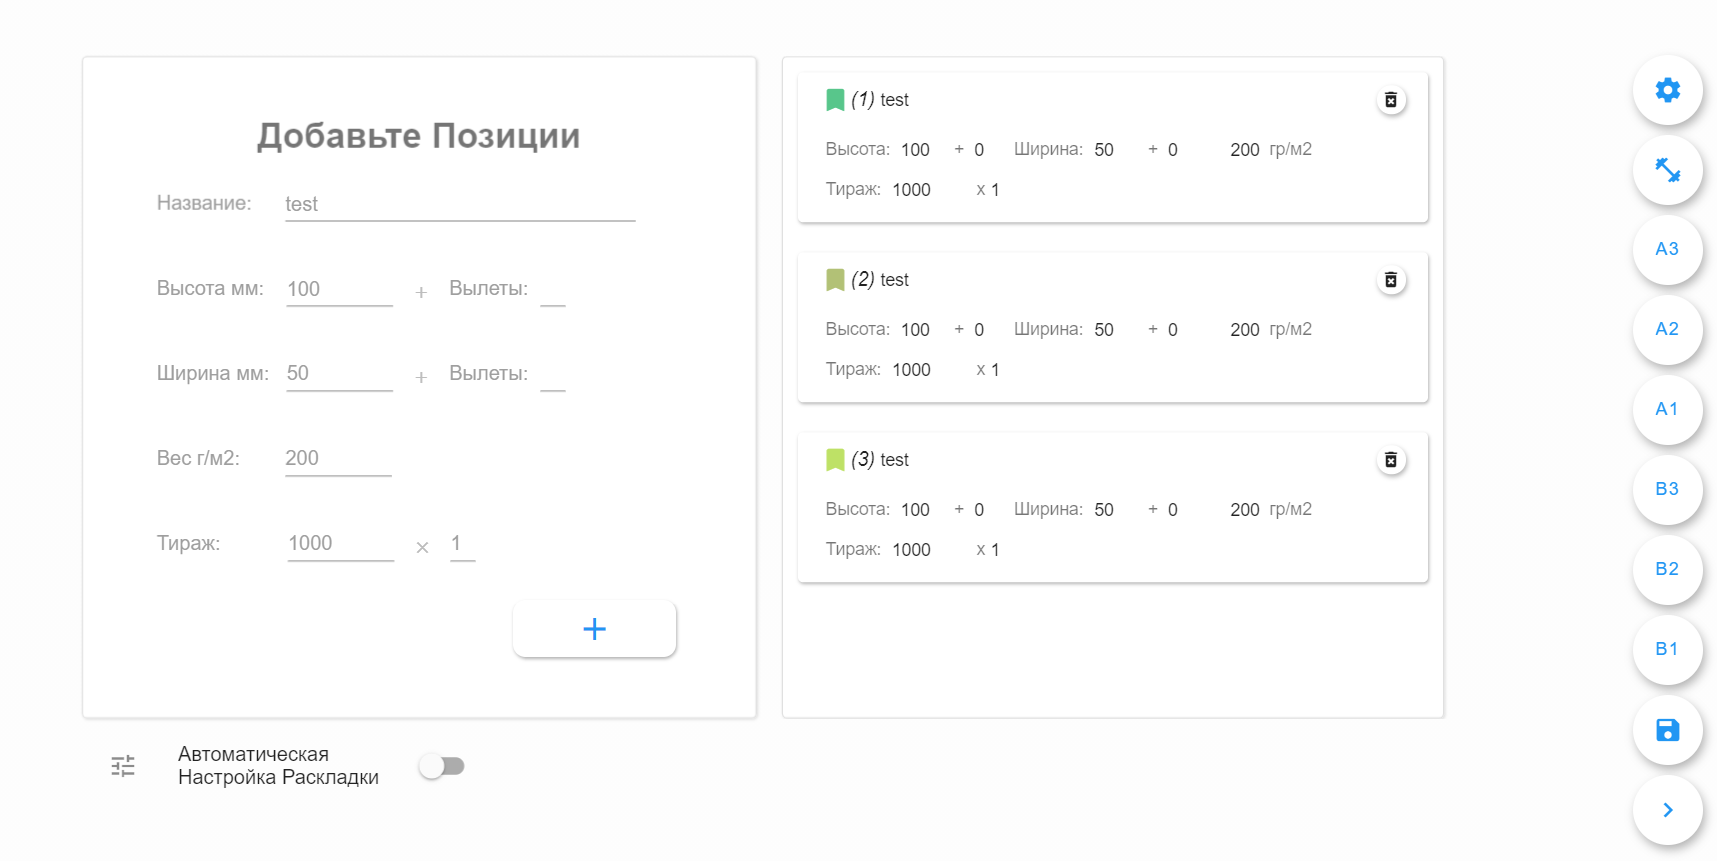 Добавьте Позиции
Название: test
Высота мм: 100 + Вылеты:
Ширина мм: 50 + Вылеты:
Вес г/м2: 200
Тираж: 1000 × 1
+
Автоматическая
Настройка Раскладки
(1) test
Высота: 100 + 0 Ширина: 50 + 0 200 гр/м2
Тираж: 1000 x 1
(2) test
Высота: 100 + 0 Ширина: 50 + 0 200 гр/м2
Тираж: 1000 x 1
(3) test
Высота: 100 + 0 Ширина: 50 + 0 200 гр/м2
Тираж: 1000 x 1
A3
A2
A1
B3
B2
B1